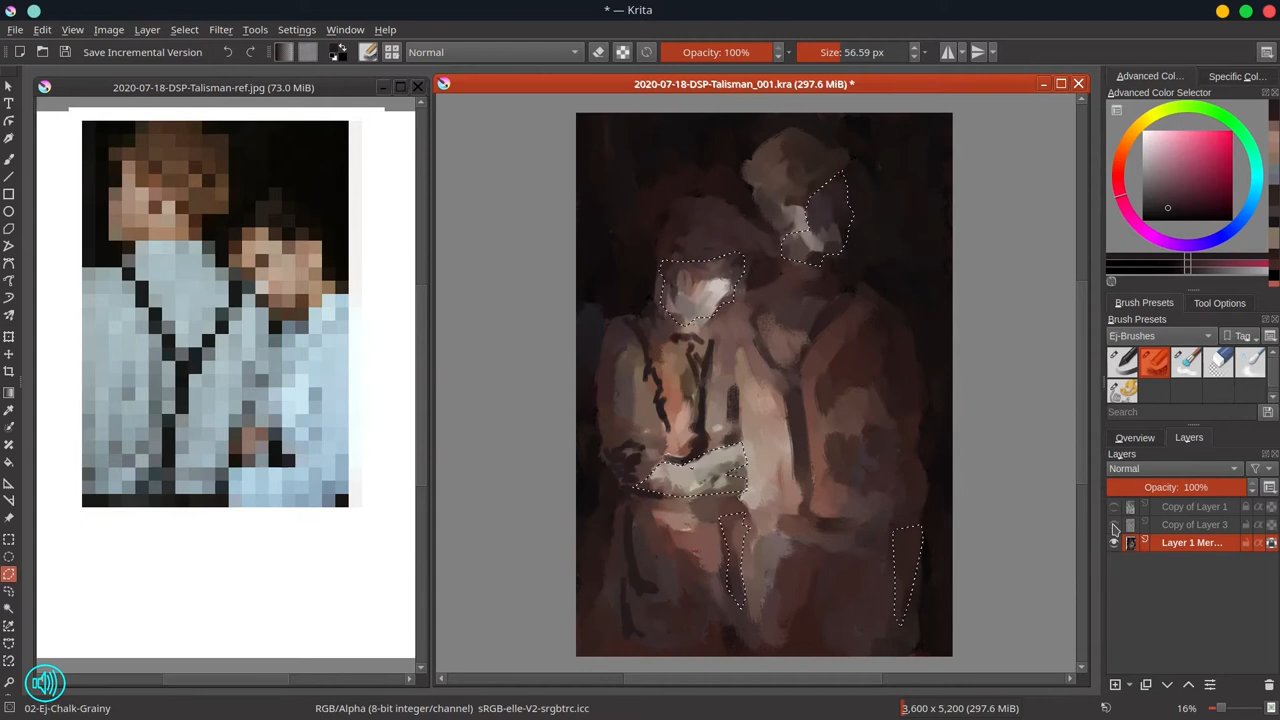 * — Krita
File Edit View Image Layer Select Filter Tools Settings Window Help
Save Incremental Version Normal Opacity: 100% Size: 56.59 px
2020-07-18-DSP-Talisman-ref.jpg (73.0 MiB)
2020-07-18-DSP-Talisman_001.kra (297.6 MiB) *
Advanced Col... Specific Co...
Advanced Color Selector
Brush Presets Tool Options
Brush Presets
Ej-Brushes Tag
Search
Overview Layers
Layers
Normal
Opacity: 100%
Copy of Layer 1
Copy of Layer 3
Layer 1 Mer...
02-Ej-Chalk-Grainy RGB/Alpha (8-bit integer/channel) sRGB-elle-V2-srgbtrc.icc 3,600 x 5,200 (297.6 MiB) 16%